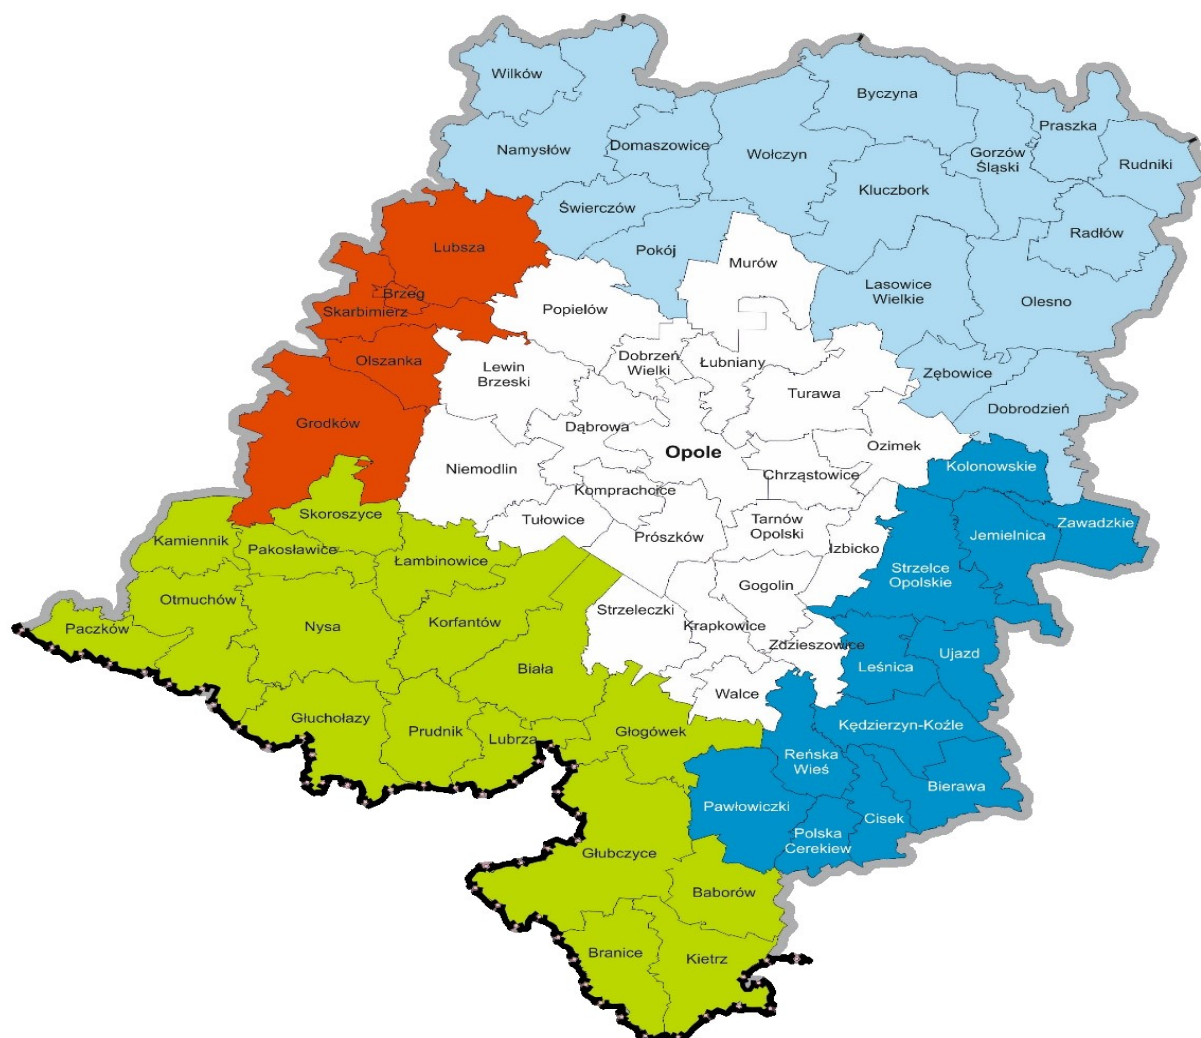 Wilków
Namysłów
Domaszowice
Wołczyn
Byczyna
Gorzów
Śląski
Praszka
Rudniki
Kluczbork
Radłów
Świerczów
Pokój
Murów
Lasowice
Wielkie
Olesno
Lubsza
Brzeg
Skarbimierz
Olszanka
Grodków
Popielów
Lewin
Brzeski
Dobrzeń
Wielki
Łubniany
Turawa
Zębowice
Dobrodzień
Dąbrowa
Opole
Ozimek
Niemodlin
Komprachcice
Chrząstowice
Kolonowskie
Tułowice
Prószków
Tarnów
Opolski
Izbicko
Jemielnica
Zawadzkie
Strzelce
Opolskie
Skoroszyce
Kamiennik
Pakosławice
Łambinowice
Otmuchów
Paczków
Nysa
Korfantów
Biała
Strzeleczki
Krapkowice
Gogolin
Zdzieszowice
Walce
Leśnica
Ujazd
Głuchołazy
Prudnik
Lubrza
Głogówek
Kędzierzyn-Koźle
Reńska
Wieś
Bierawa
Pawłowiczki
Polska
Cerekiew
Cisek
Głubczyce
Baborów
Branice
Kietrz